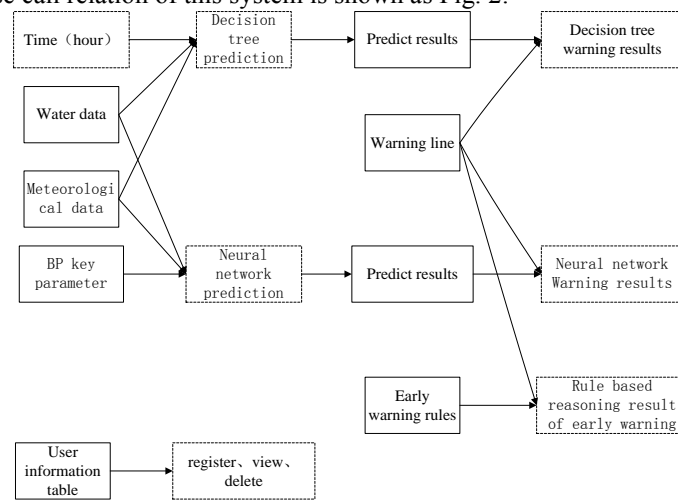 se call relation of this system is shown as Fig. 2.
Time（hour）
Decision
tree
prediction
Predict results
Decision tree
warning results
Water data
Warning line
Meteorologi
cal data
BP key
parameter
Neural
network
prediction
Predict results
Neural network
Warning results
Early
warning rules
Rule based
reasoning result
of early warning
User
information
table
register、view、
delete